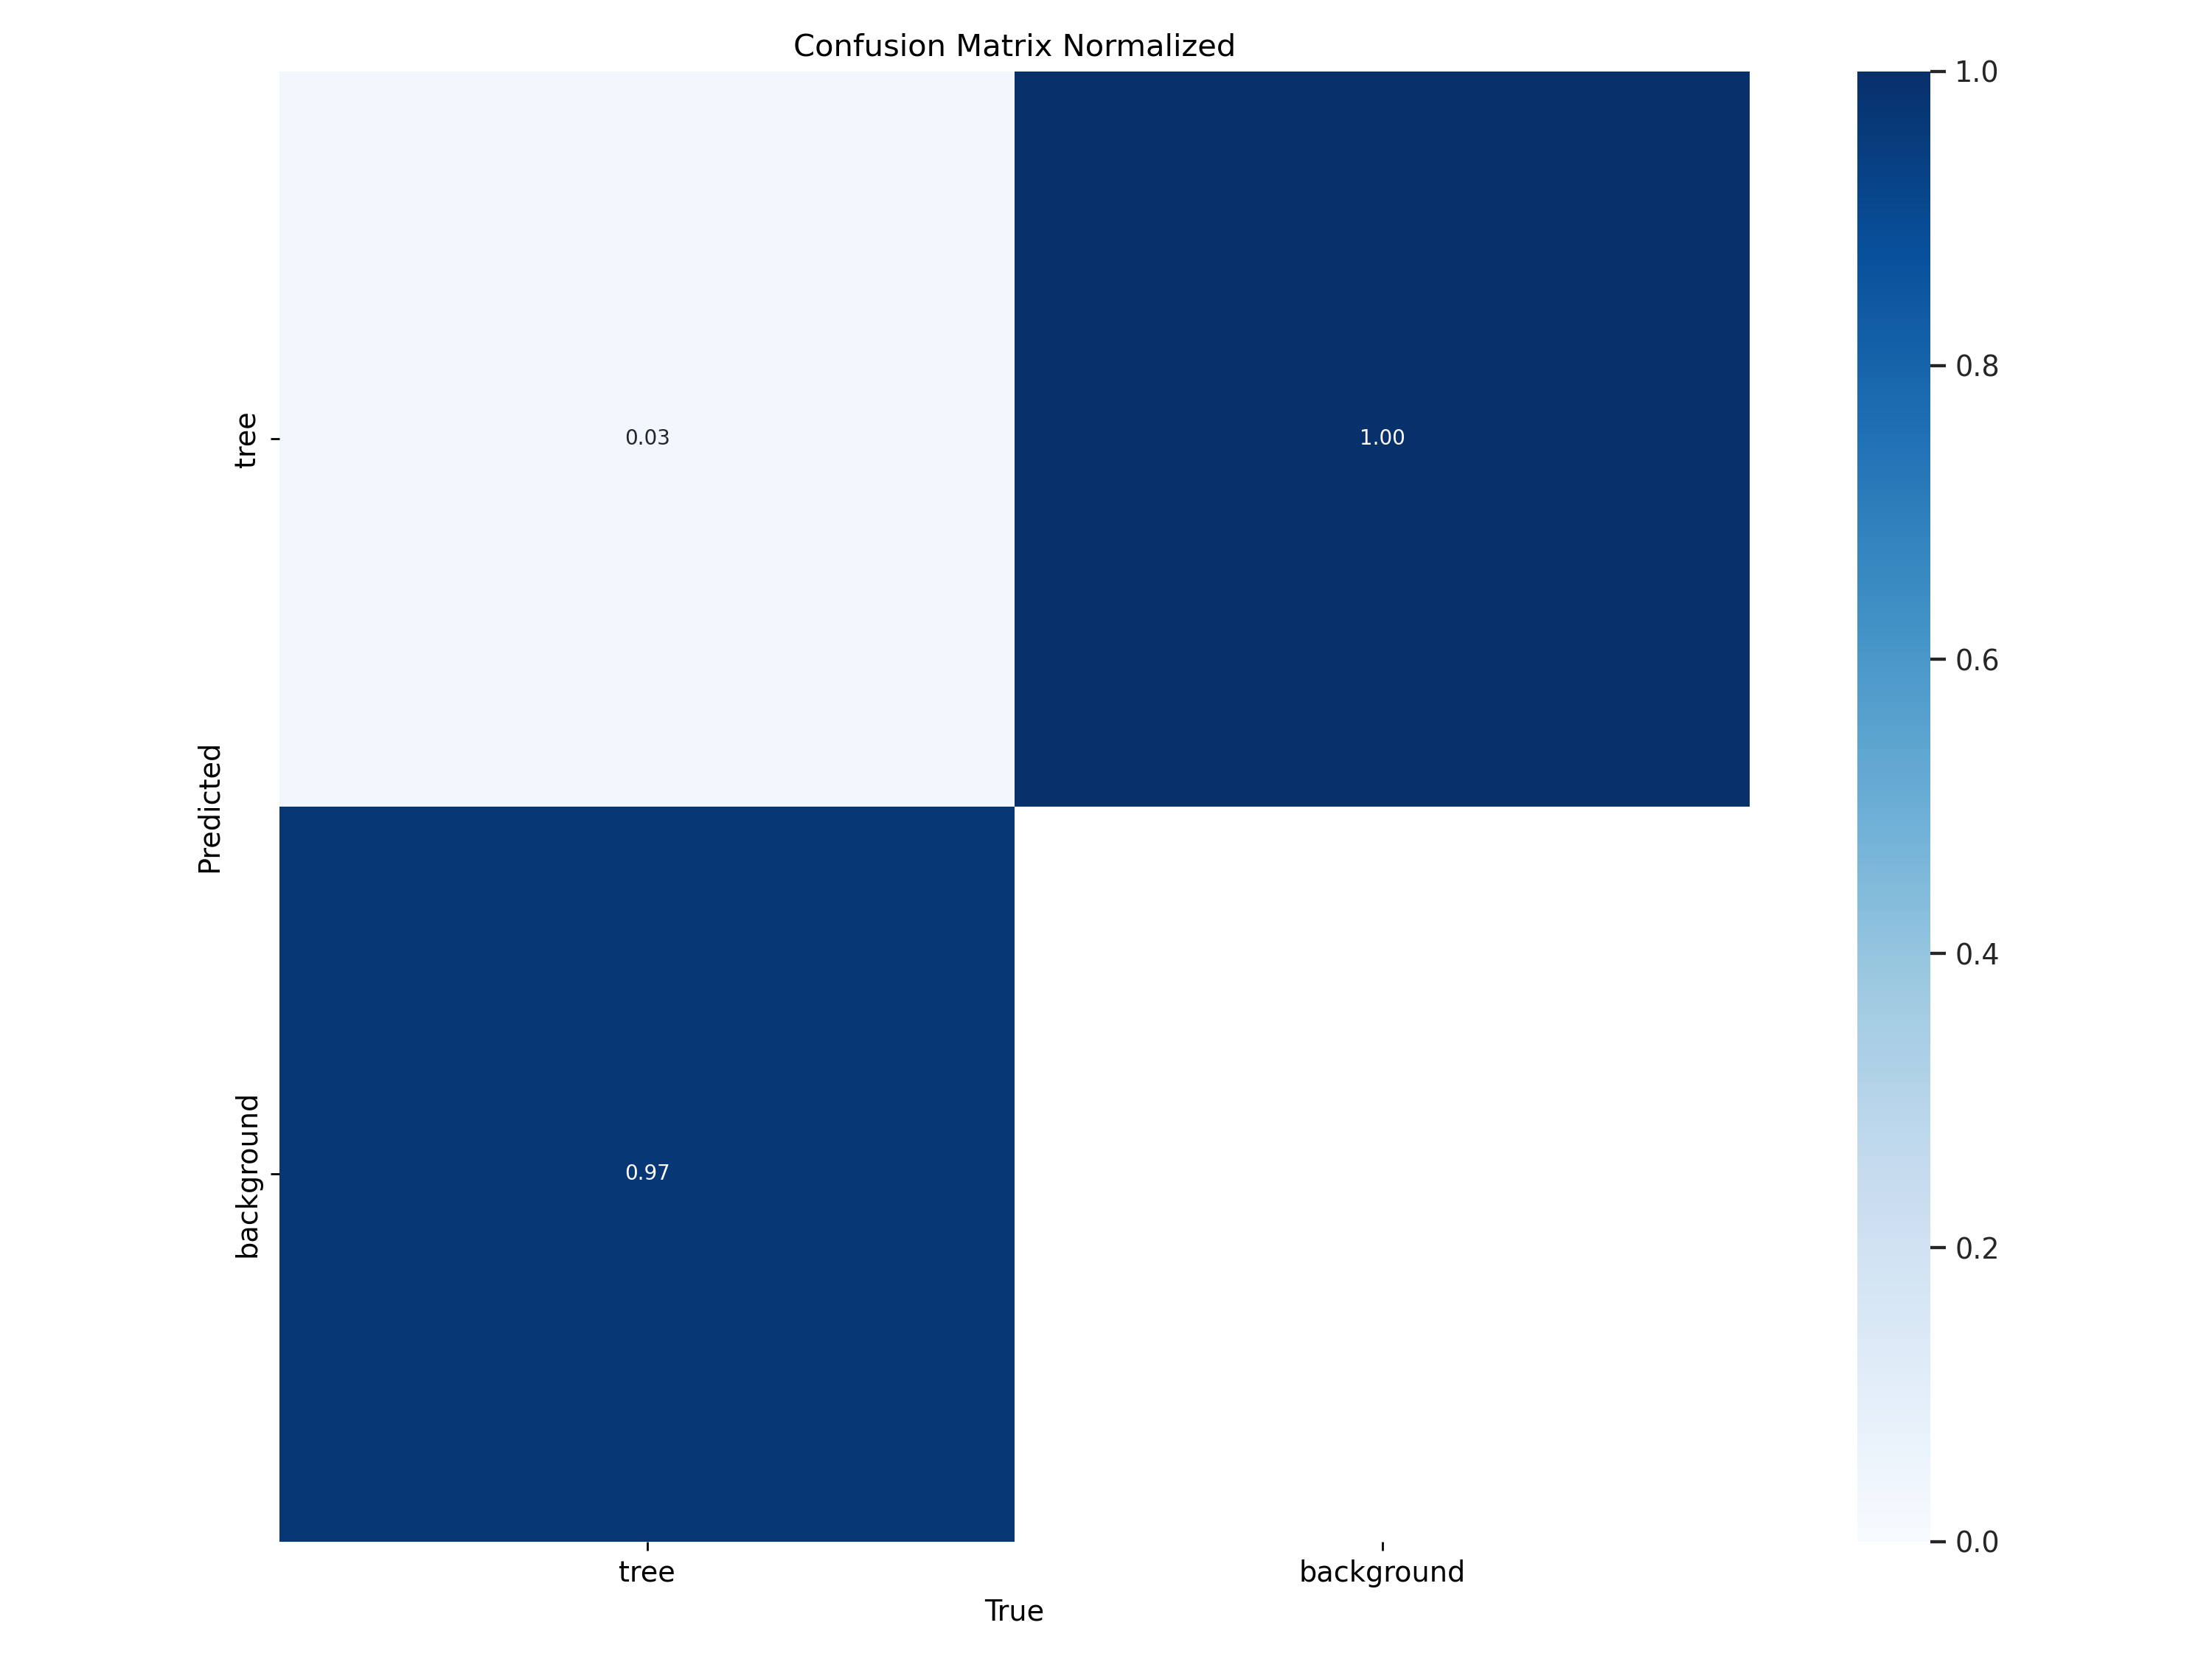 Confusion Matrix Normalized
1.0
0.8
0.6
0.4
0.2
0.0
0.03
1.00
0.97
tree
background
Predicted
tree
background
True